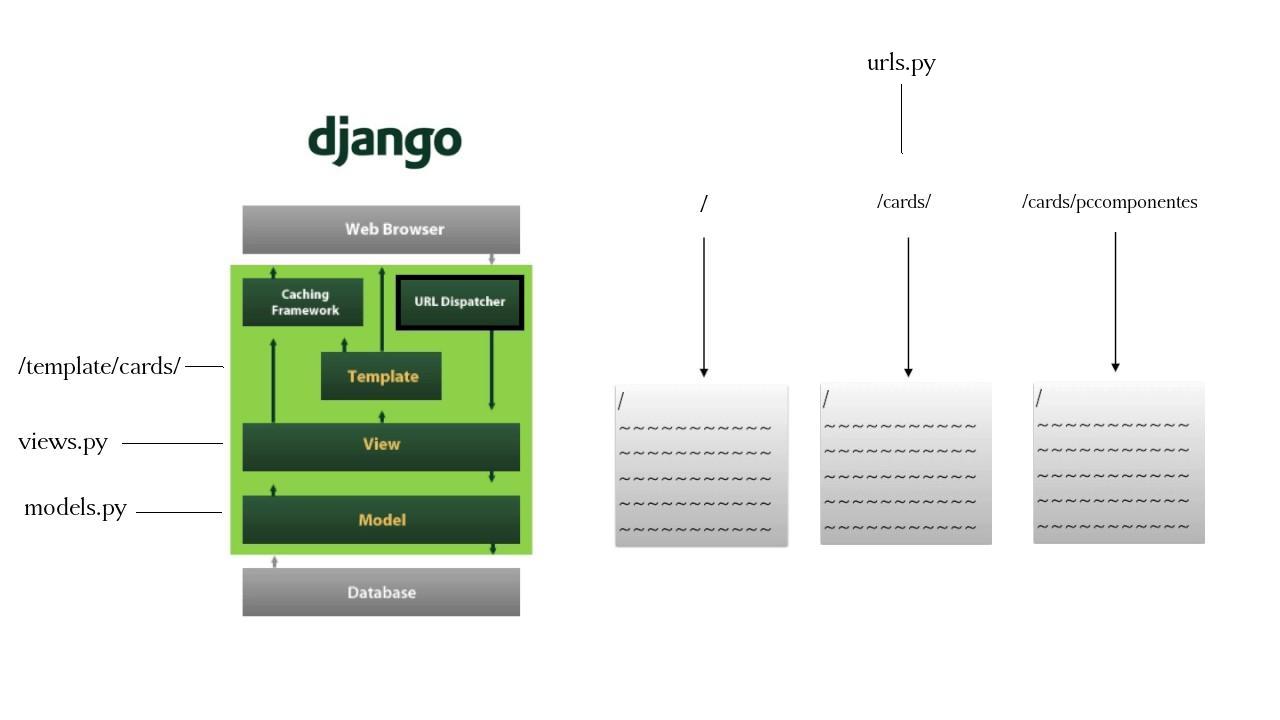 urls.py
django
/
/cards/
/cards/pccomponentes
Web Browser
Caching
Framework
URL Dispatcher
/template/cards/
Template
views.py
View
models.py
Model
Database
/
~~~~~~~~~~~
~~~~~~~~~~~
~~~~~~~~~~~
~~~~~~~~~~~
~~~~~~~~~~~
/
~~~~~~~~~~~
~~~~~~~~~~~
~~~~~~~~~~~
~~~~~~~~~~~
~~~~~~~~~~~
/
~~~~~~~~~~~
~~~~~~~~~~~
~~~~~~~~~~~
~~~~~~~~~~~
~~~~~~~~~~~